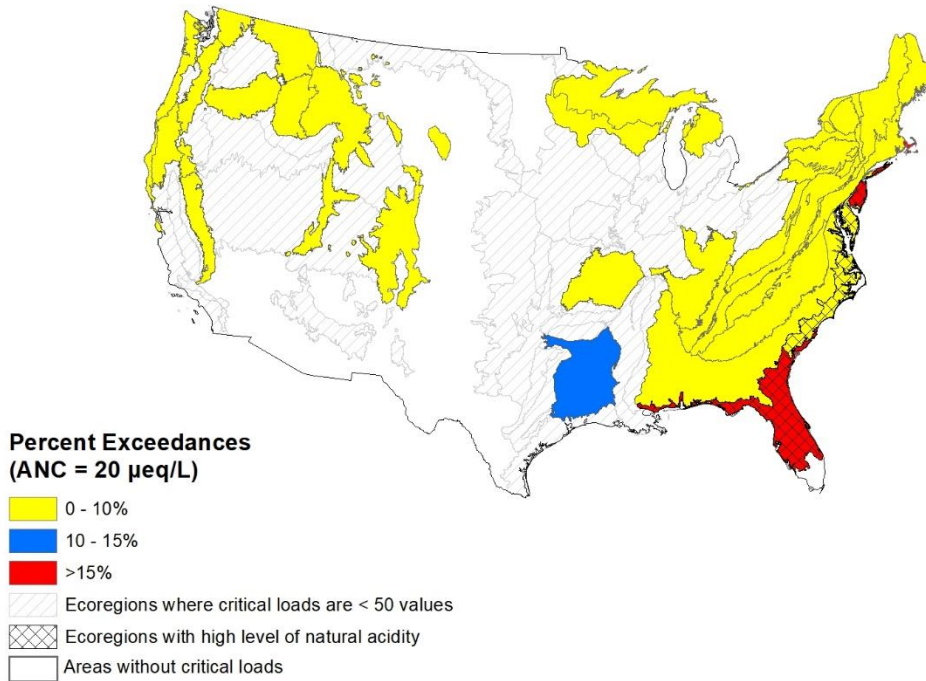 Percent Exceedances
(ANC = 20 µeq/L)
0 - 10%
10 - 15%
>15%
Ecoregions where critical loads are < 50 values
Ecoregions with high level of natural acidity
Areas without critical loads